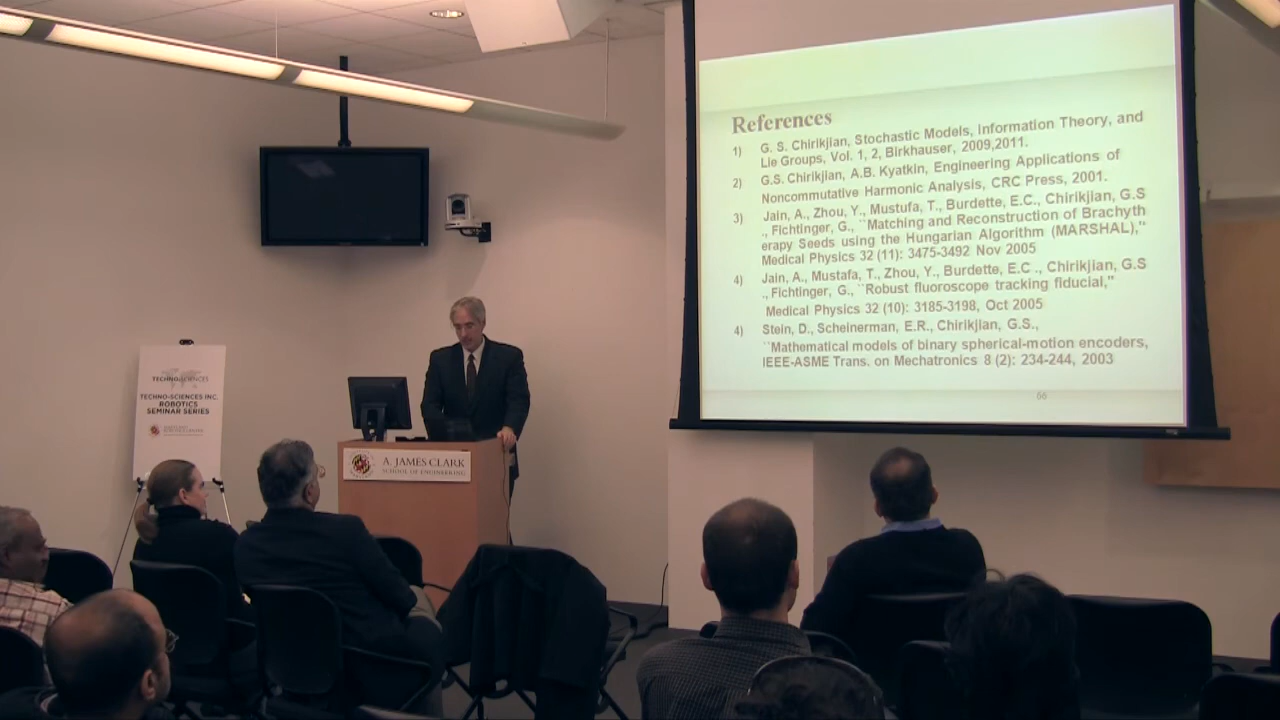 TECHNO-SCIENCES
TECHNO-SCIENCES INC.
ROBOTICS
SEMINAR SERIES
A. JAMES CLARK
SCHOOL OF ENGINEERING
References
1) G. S. Chirikjian, Stochastic Models, Information Theory, and
Lie Groups, Vol. 1, 2, Birkhauser, 2009,2011.
2) G.S. Chirikjian, A.B. Kyatkin, Engineering Applications of
Noncommutative Harmonic Analysis, CRC Press, 2001.
3) Jain, A., Zhou, Y., Mustufa, T., Burdette, E.C., Chirikjian, G.S
., Fichtinger, G., ``Matching and Reconstruction of Brachyth
erapy Seeds using the Hungarian Algorithm (MARSHAL),''
Medical Physics 32 (11): 3475-3492 Nov 2005
4) Jain, A., Mustafa, T., Zhou, Y., Burdette, E.C ., Chirikjian, G.S
., Fichtinger, G., ``Robust fluoroscope tracking fiducial,''
Medical Physics 32 (10): 3185-3198, Oct 2005
4) Stein, D., Scheinerman, E.R., Chirikjian, G.S.,
``Mathematical models of binary spherical-motion encoders,
IEEE-ASME Trans. on Mechatronics 8 (2): 234-244, 2003
66